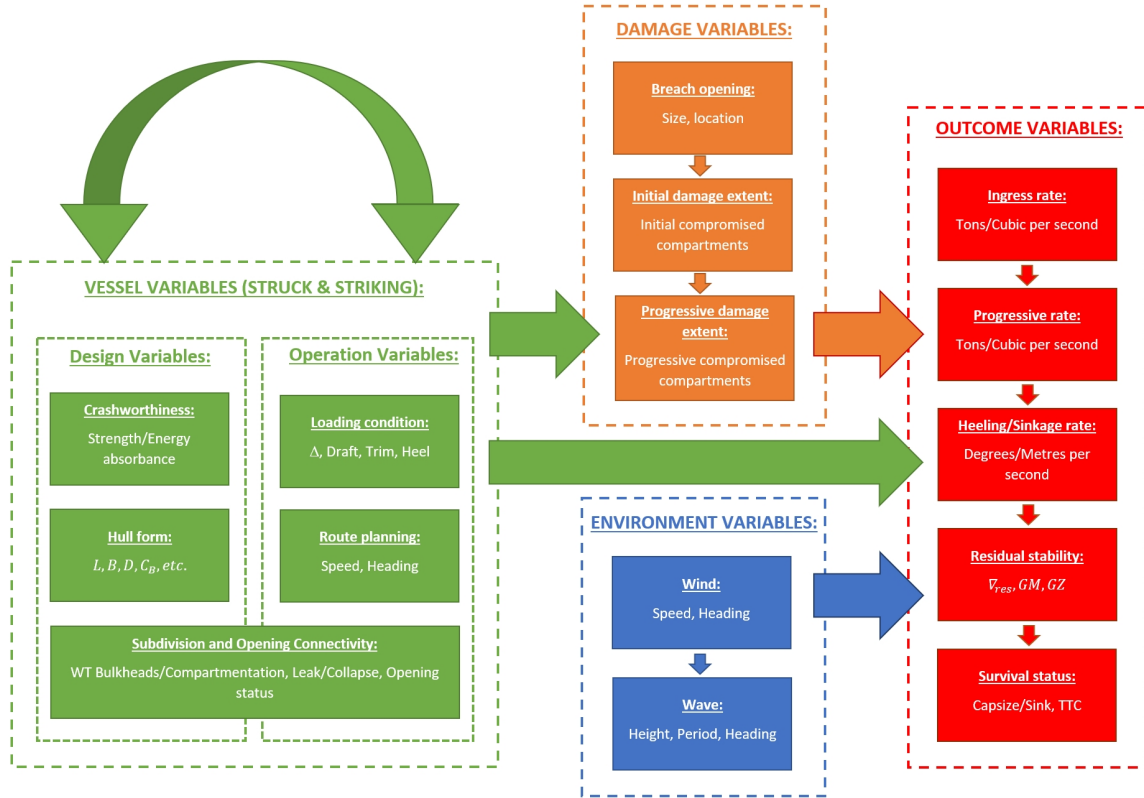 VESSEL VARIABLES (STRUCK & STRIKING):
Design Variables:
Crashworthiness:
Strength/Energy
absorbance
Hull form:
L, B, D, C_B, etc.
Operation Variables:
Loading condition:
Δ, Draft, Trim, Heel
Route planning:
Speed, Heading
Subdivision and Opening Connectivity:
WT Bulkheads/Compartmentation, Leak/Collapse, Opening
status
DAMAGE VARIABLES:
Breach opening:
Size, location
Initial damage extent:
Initial compromised
compartments
Progressive damage
extent:
Progressive compromised
compartments
ENVIRONMENT VARIABLES:
Wind:
Speed, Heading
Wave:
Height, Period, Heading
OUTCOME VARIABLES:
Ingress rate:
Tons/Cubic per second
Progressive rate:
Tons/Cubic per second
Heeling/Sinkage rate:
Degrees/Metres per
second
Residual stability:
∇_res, GM, GZ
Survival status:
Capsize/Sink, TTC